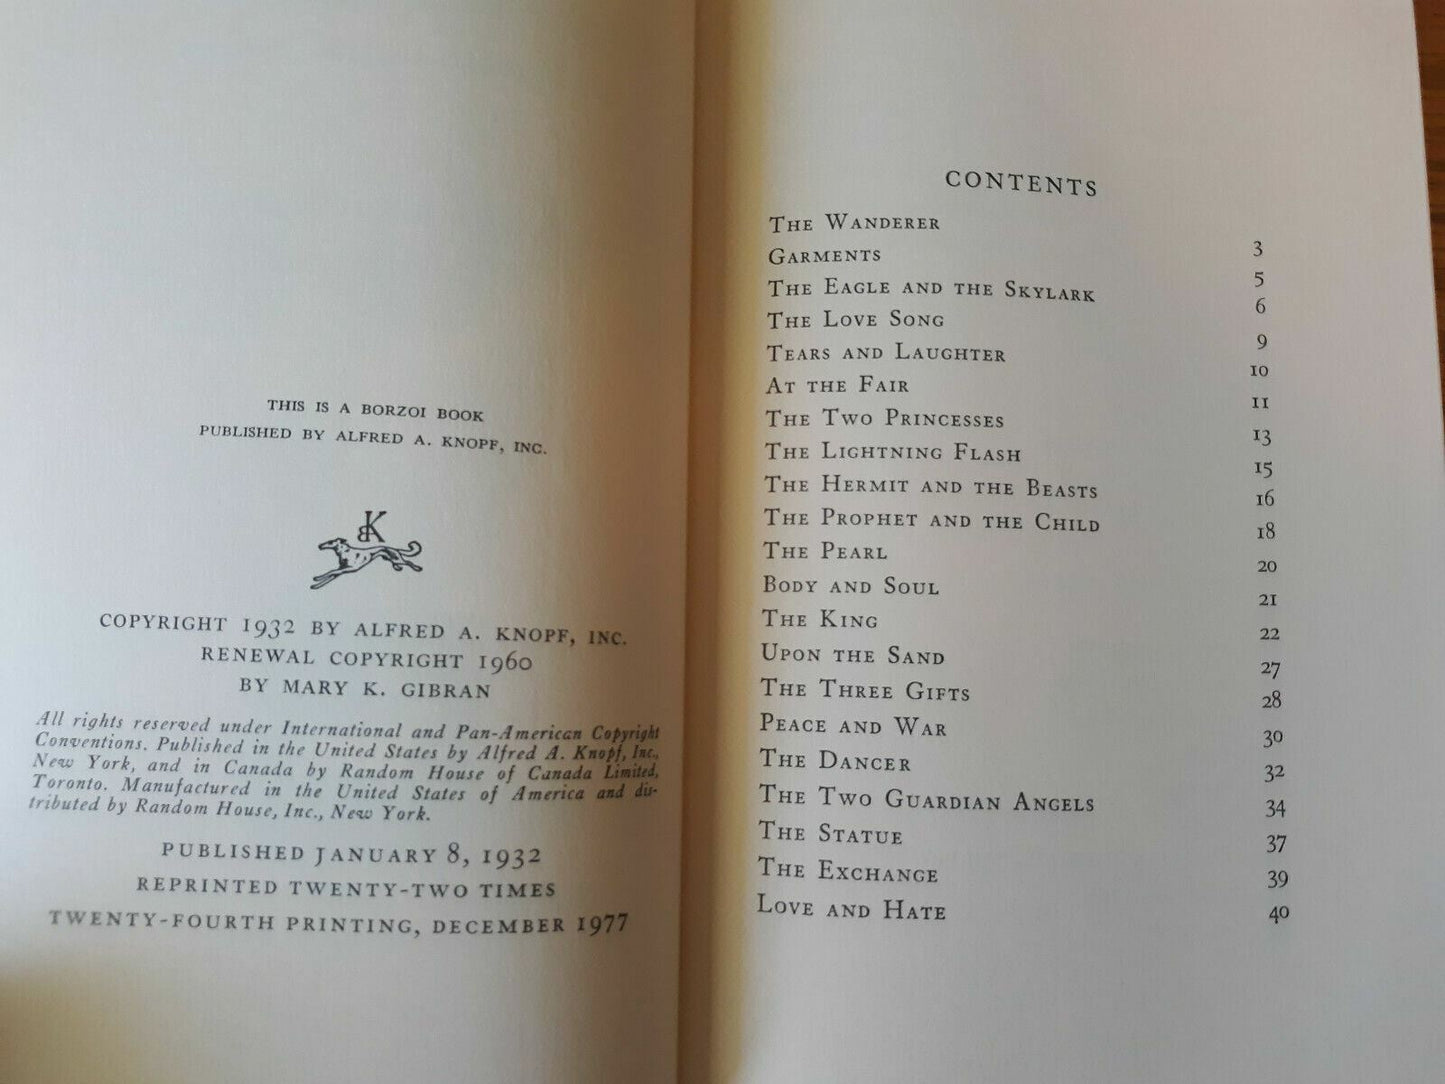 THIS IS A BORZOI BOOK
PUBLISHED BY ALFRED A. KNOPF, INC.
BK
COPYRIGHT 1932 BY ALFRED A. KNOPF, INC.
RENEWAL COPYRIGHT 1960
BY MARY K. GIBRAN
All rights reserved under International and Pan-American Copyright
Conventions. Published in the United States by Alfred A. Knopf, Inc.,
New York, and in Canada by Random House of Canada Limited,
Toronto. Manufactured in the United States of America and dis-
tributed by Random House, Inc., New York.
PUBLISHED JANUARY 8, 1932
REPRINTED TWENTY-TWO TIMES
TWENTY-FOURTH PRINTING, DECEMBER 1977
CONTENTS
THE WANDERER 3
GARMENTS 5
THE EAGLE AND THE SKYLARK 6
THE LOVE SONG 9
TEARS AND LAUGHTER 10
AT THE FAIR 11
THE TWO PRINCESSES 13
THE LIGHTNING FLASH 15
THE HERMIT AND THE BEASTS 16
THE PROPHET AND THE CHILD 18
THE PEARL 20
BODY AND SOUL 21
THE KING 22
UPON THE SAND 27
THE THREE GIFTS 28
PEACE AND WAR 30
THE DANCER 32
THE TWO GUARDIAN ANGELS 34
THE STATUE 37
THE EXCHANGE 39
LOVE AND HATE 40